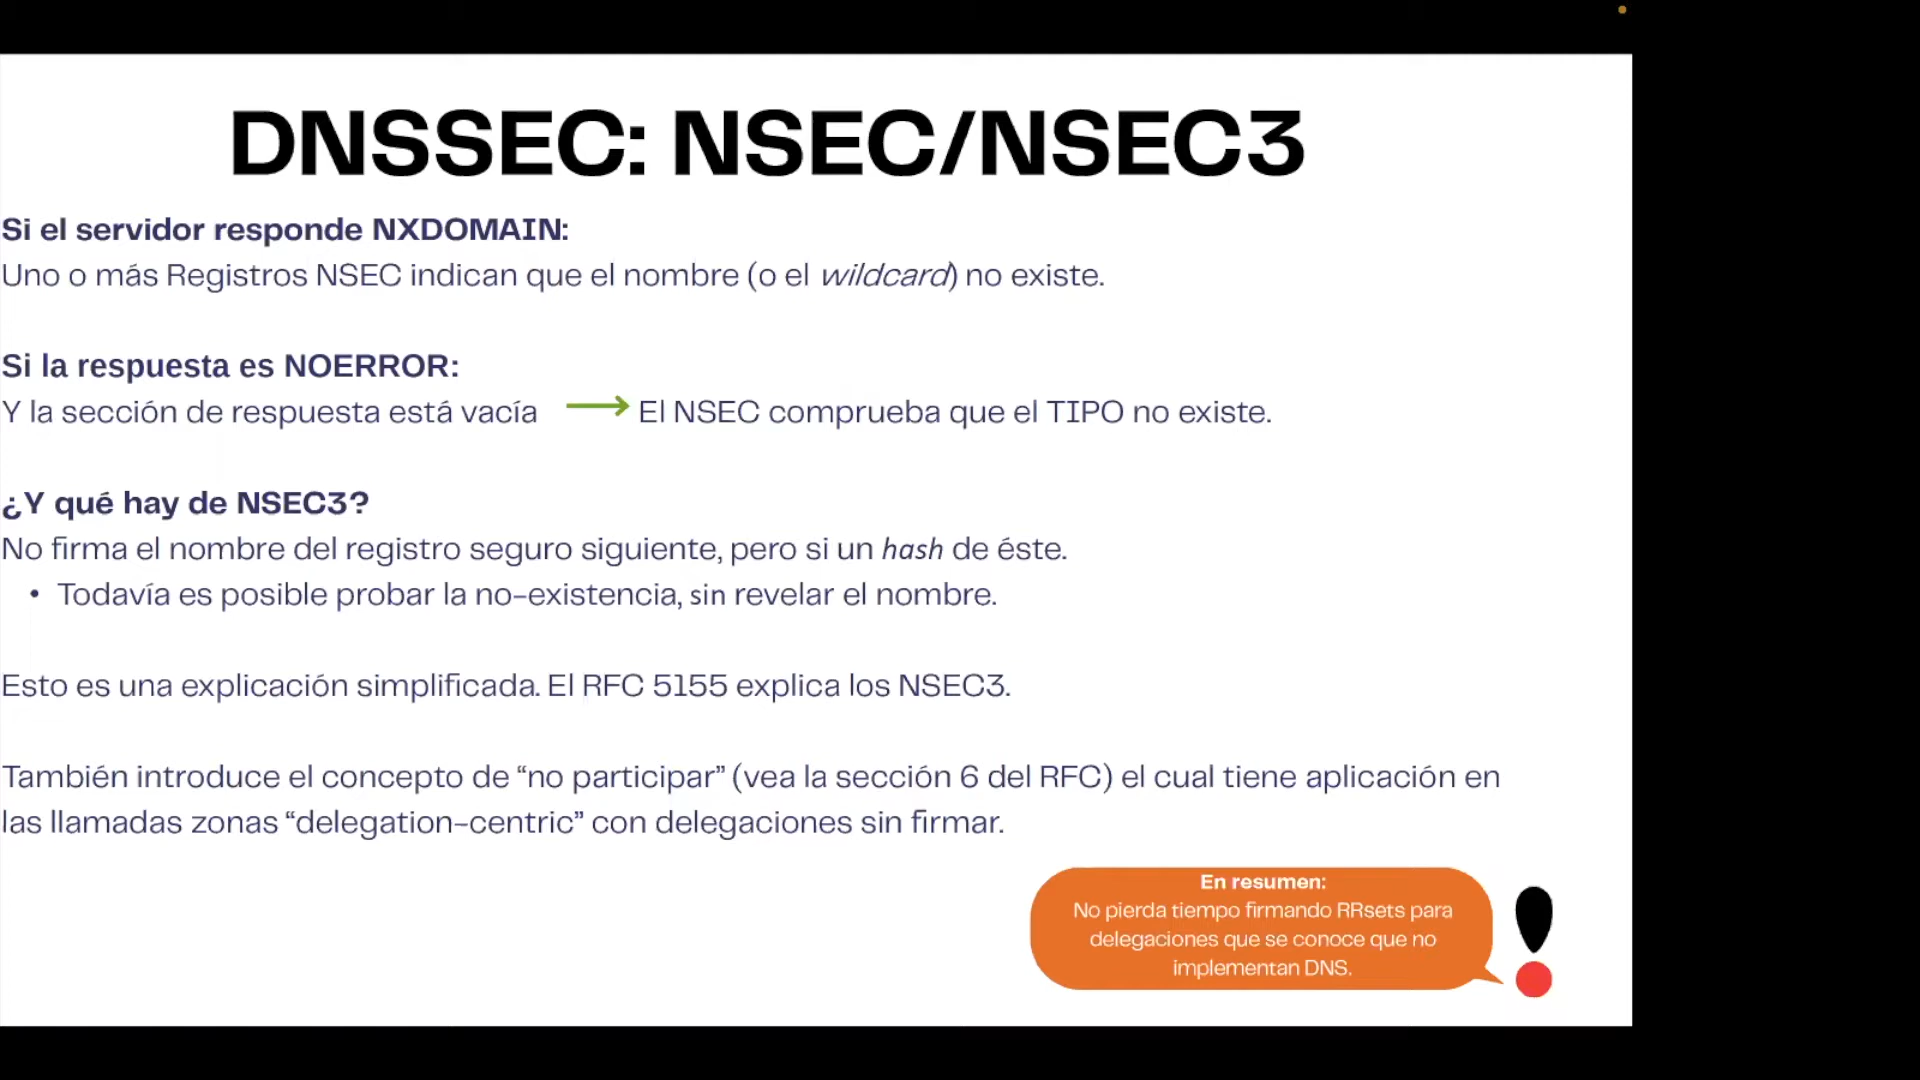 DNSSEC: NSEC/NSEC3
Si el servidor responde NXDOMAIN:
Uno o más Registros NSEC indican que el nombre (o el wildcard) no existe.
Si la respuesta es NOERROR:
Y la sección de respuesta está vacía → El NSEC comprueba que el TIPO no existe.
¿Y qué hay de NSEC3?
No firma el nombre del registro seguro siguiente, pero si un hash de éste.
• Todavía es posible probar la no-existencia, sin revelar el nombre.
Esto es una explicación simplificada. El RFC 5155 explica los NSEC3.
También introduce el concepto de “no participar” (vea la sección 6 del RFC) el cual tiene aplicación en
las llamadas zonas “delegation-centric” con delegaciones sin firmar.
En resumen:
No pierda tiempo firmando RRsets para
delegaciones que se conoce que no
implementan DNS.